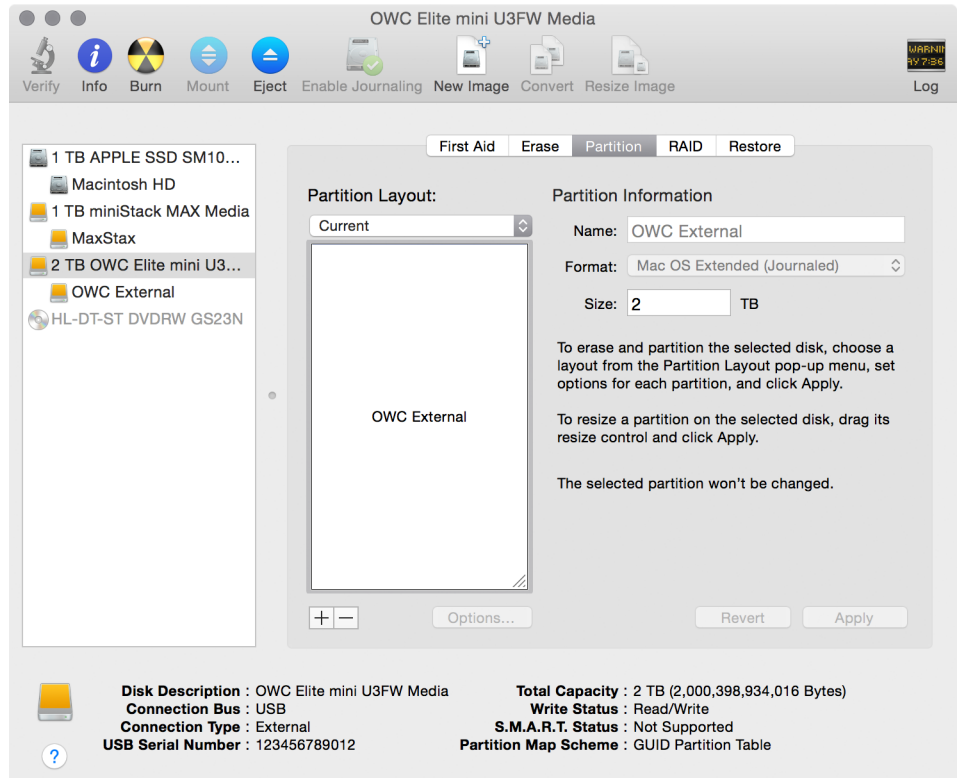 OWC Elite mini U3FW Media
Verify Info Burn Mount Eject Enable Journaling New Image Convert Resize Image Log
WARNIN
AY 7:36
First Aid Erase Partition RAID Restore
1 TB APPLE SSD SM10...
Macintosh HD
1 TB miniStack MAX Media
MaxStax
2 TB OWC Elite mini U3...
OWC External
HL-DT-ST DVDRW GS23N
Partition Layout:
Current
OWC External
Options...
Partition Information
Name: OWC External
Format: Mac OS Extended (Journaled)
Size: 2 TB
To erase and partition the selected disk, choose a
layout from the Partition Layout pop-up menu, set
options for each partition, and click Apply.
To resize a partition on the selected disk, drag its
resize control and click Apply.
The selected partition won't be changed.
Revert Apply
Disk Description : OWC Elite mini U3FW Media
Connection Bus : USB
Connection Type : External
USB Serial Number : 123456789012
Total Capacity : 2 TB (2,000,398,934,016 Bytes)
Write Status : Read/Write
S.M.A.R.T. Status : Not Supported
Partition Map Scheme : GUID Partition Table